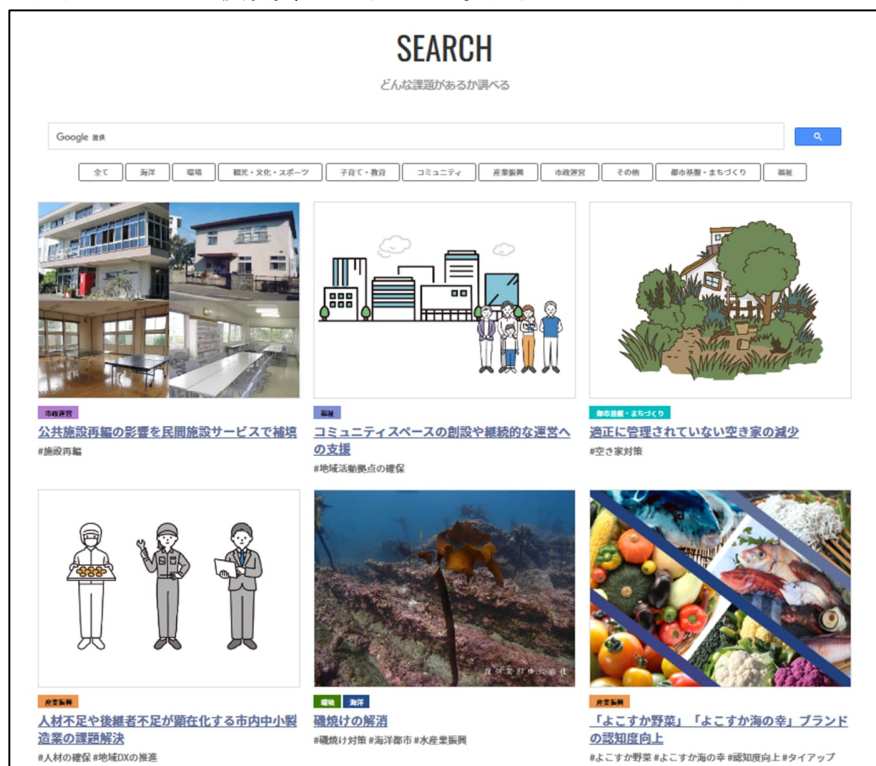 SEARCH
どんな課題があるか調べる
Google 提供
全て 海洋 環境 観光・文化・スポーツ 子育て・教育 コミュニティ 産業振興 市政運営 その他 都市基盤・まちづくり 福祉
市政運営
公共施設再編の影響を民間施設サービスで補填
#施設再編
福祉
コミュニティスペースの創設や継続的な運営へ
の支援
#地域活動拠点の確保
都市基盤・まちづくり
適正に管理されていない空き家の減少
#空き家対策
産業振興
人材不足や後継者不足が顕在化する市内中小製
造業の課題解決
#人材の確保 #地域DXの推進
環境 海洋
磯焼けの解消
#磯焼け対策 #海洋都市 #水産業振興
産業振興
「よこすか野菜」「よこすか海の幸」ブランド
の認知度向上
#よこすか野菜 #よこすか海の幸 #認知度向上 #タイアップ